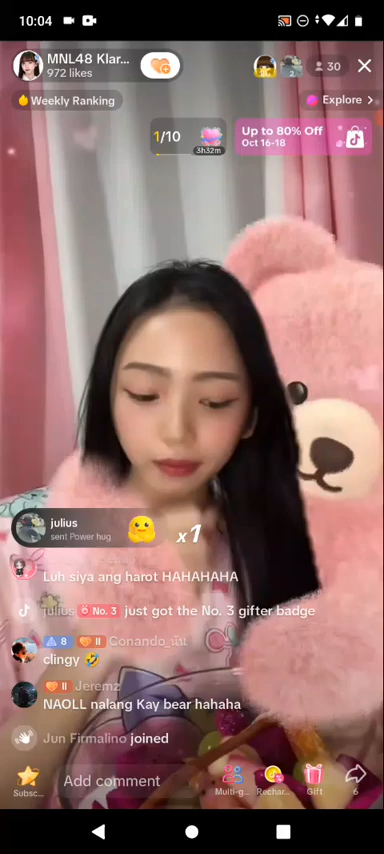 10:04
MNL48 Klar...
972 likes
2
30
Weekly Ranking
Explore >
1/10
3h32m
Up to 80% Off
Oct 16-18
julius
sent Power hug
x1
Luh siya ang harot HAHAHAHA
julius No. 3 just got the No. 3 gifter badge
8 II Conando_
clingy 🤣
II Jeremz
NAOLL nalang Kay bear hahaha
Jun Firmalino joined
Subsc...
Add comment
Multi-g...
Rechar...
Gift
6